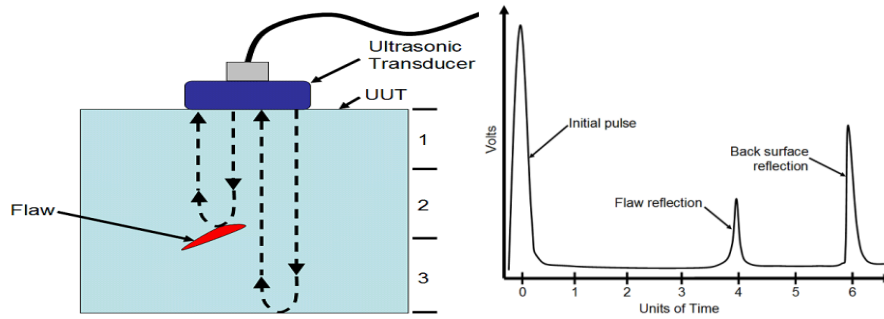 Ultrasonic
Transducer
UUT
1
2
3
Flaw
Volts
Initial pulse
Flaw reflection
Back surface
reflection
0 1 2 3 4 5 6
Units of Time